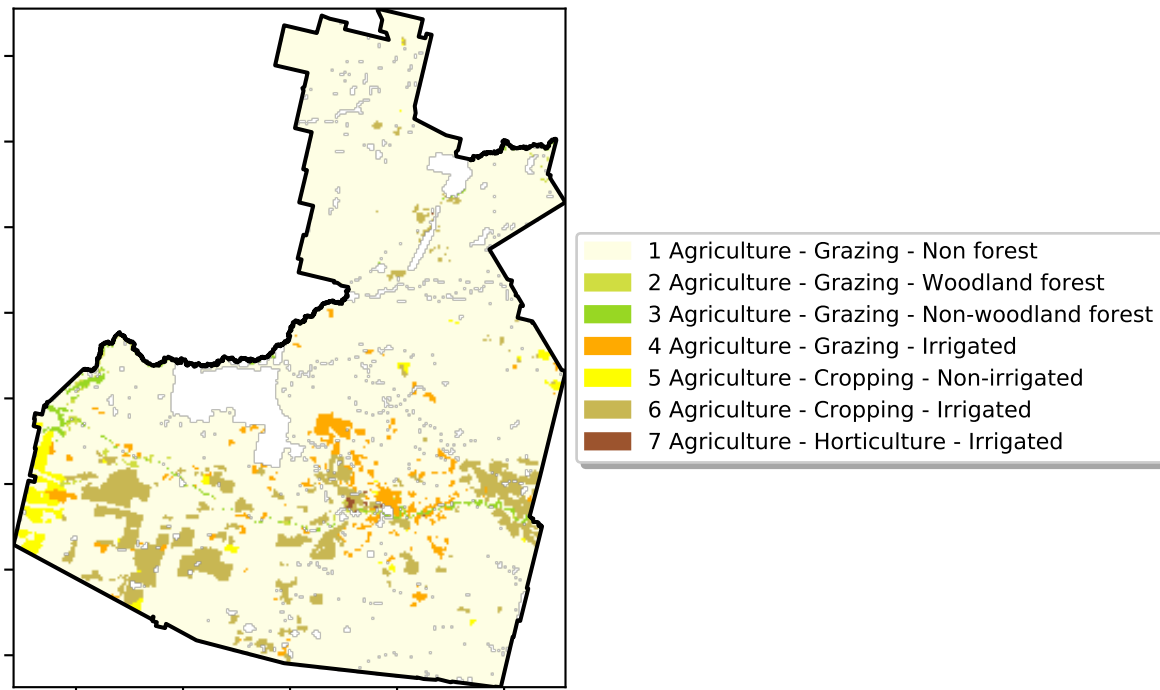 1 Agriculture - Grazing - Non forest
2 Agriculture - Grazing - Woodland forest
3 Agriculture - Grazing - Non-woodland forest
4 Agriculture - Grazing - Irrigated
5 Agriculture - Cropping - Non-irrigated
6 Agriculture - Cropping - Irrigated
7 Agriculture - Horticulture - Irrigated